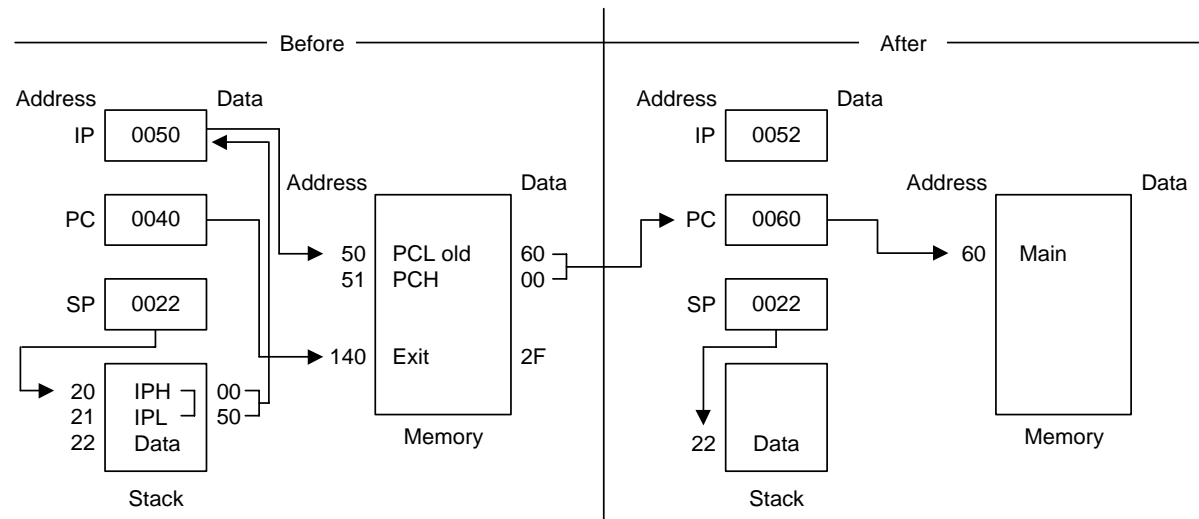 Before
After
Address Data
IP 0050
Address Data
PC 0040
50 PCL old 60
51 PCH 00
SP 0022
140 Exit 2F
20 IPH 00
21 IPL 50
22 Data
Memory
Stack
Address Data
IP 0052
Address Data
PC 0060
60 Main
SP 0022
22 Data
Memory
Stack